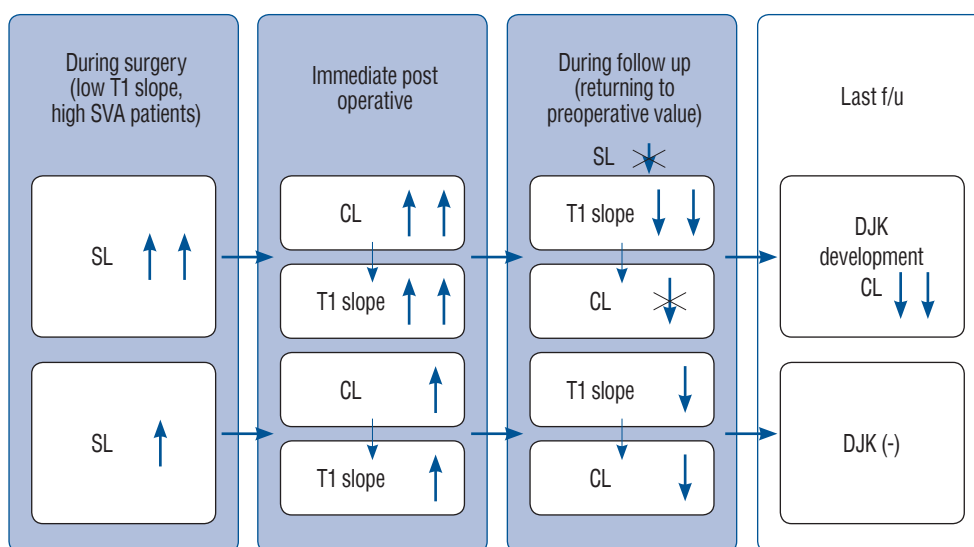 During surgery
(low T1 slope,
high SVA patients)
SL
SL
Immediate post
operative
CL
T1 slope
CL
T1 slope
During follow up
(returning to
preoperative value)
SL
T1 slope
CL
T1 slope
CL
Last f/u
DJK
development
CL
DJK (-)